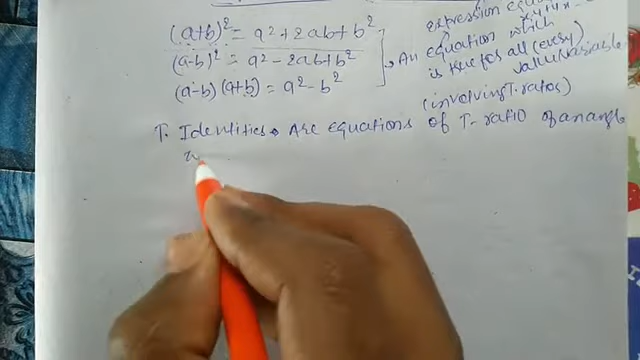 expression
(a+b)² = a² + 2ab + b²
(a-b)² = a² - 2ab + b²
(a-b) (a+b) = a² - b²
An equation which
is true for all (every)
value/variable
(involving T. ratos)
T. Identities → Are equations of T-ratio of an angle